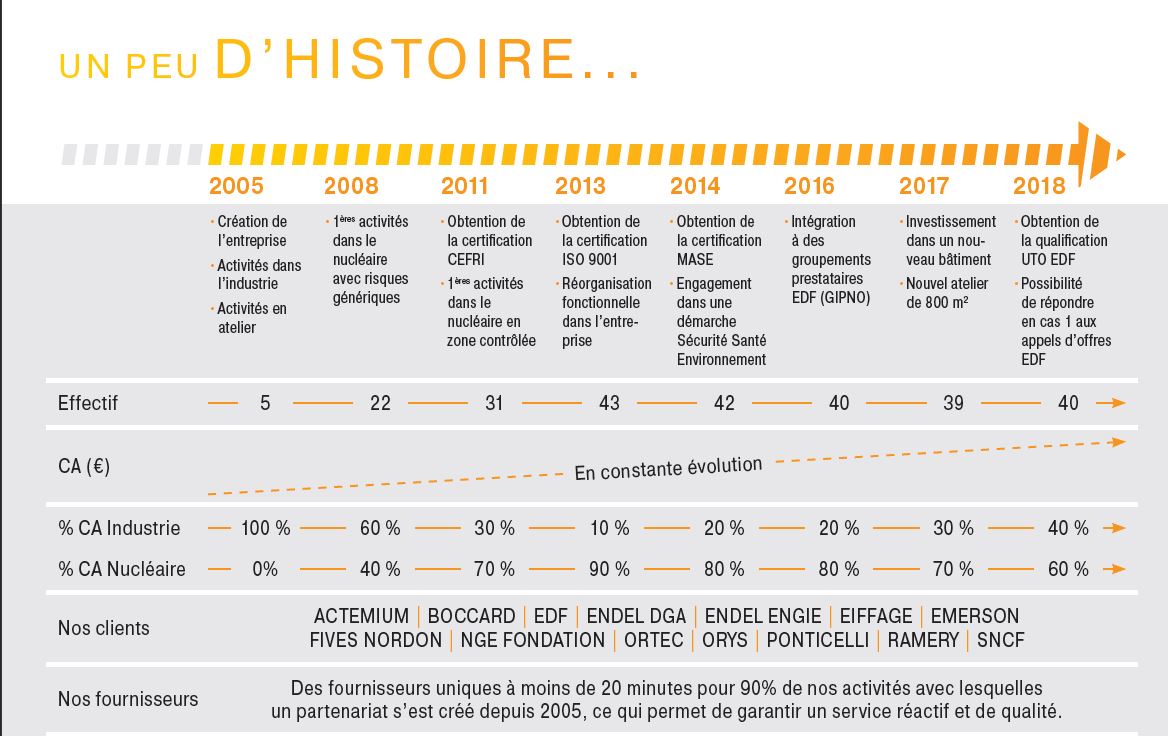 UN PEU D’HISTOIRE...
2005
2008
2011
2013
2014
2016
2017
2018
· Création de
l’entreprise
· Activités dans
l’industrie
· Activités en
atelier
· 1ères activités
dans le
nucléaire
avec risques
génériques
· Obtention de
la certification
CEFRI
· 1ères activités
dans le
nucléaire en
zone contrôlée
· Obtention de
la certification
ISO 9001
· Réorganisation
fonctionnelle
dans l’entre-
prise
· Obtention de
la certification
MASE
· Engagement
dans une
démarche
Sécurité Santé
Environnement
· Intégration
à des
groupements
prestataires
EDF (GIPNO)
· Investissement
dans un nou-
veau bâtiment
· Nouvel atelier
de 800 m²
· Obtention de
la qualification
UTO EDF
· Possibilité
de répondre
en cas 1 aux
appels d’offres
EDF
Effectif 5 22 31 43 42 40 39 40
CA (€) En constante évolution
% CA Industrie 100 % 60 % 30 % 10 % 20 % 20 % 30 % 40 %
% CA Nucléaire 0% 40 % 70 % 90 % 80 % 80 % 70 % 60 %
Nos clients
ACTEMIUM | BOCCARD | EDF | ENDEL DGA | ENDEL ENGIE | EIFFAGE | EMERSON
FIVES NORDON | NGE FONDATION | ORTEC | ORYS | PONTICELLI | RAMERY | SNCF
Nos fournisseurs
Des fournisseurs uniques à moins de 20 minutes pour 90% de nos activités avec lesquelles
un partenariat s’est créé depuis 2005, ce qui permet de garantir un service réactif et de qualité.